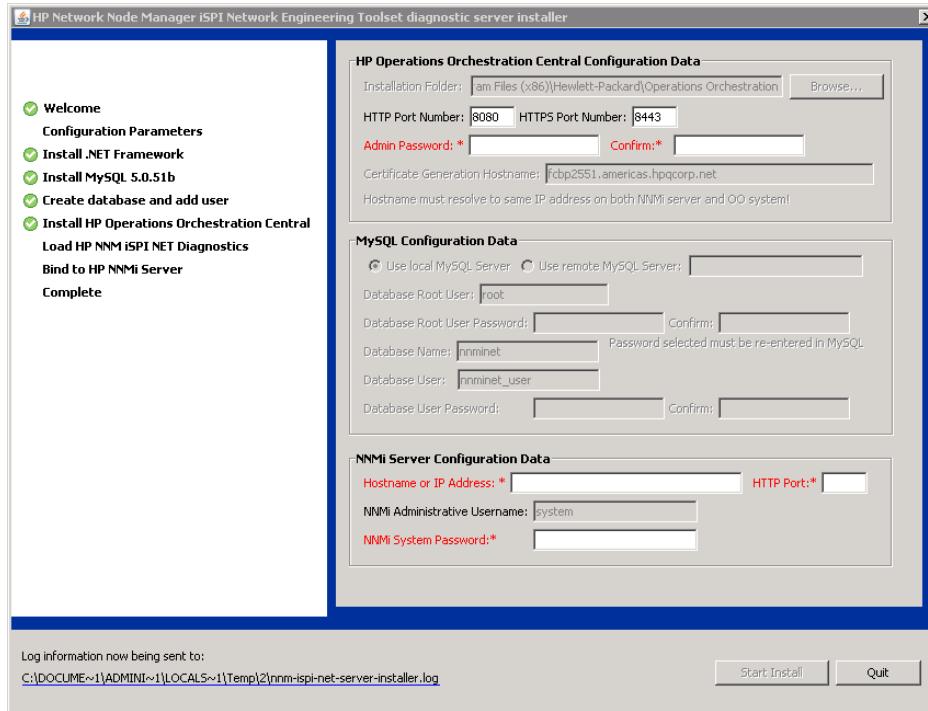 HP Network Node Manager iSPI Network Engineering Toolset diagnostic server installer
Welcome
Configuration Parameters
Install .NET Framework
Install MySQL 5.0.51b
Create database and add user
Install HP Operations Orchestration Central
Load HP NNM iSPI NET Diagnostics
Bind to HP NNMi Server
Complete
HP Operations Orchestration Central Configuration Data
Installation Folder: ram Files (x86)\Hewlett-Packard\Operations Orchestration Browse...
HTTP Port Number: 8080 HTTPS Port Number: 8443
Admin Password: * Confirm:*
Certificate Generation Hostname: fcbp2551.americas.hpqcorp.net
Hostname must resolve to same IP address on both NNMi server and OO system!
MySQL Configuration Data
Use local MySQL Server Use remote MySQL Server:
Database Root User: root
Database Root User Password: Confirm:
Database Name: nnminet Password selected must be re-entered in MySQL
Database User: nnminet_user
Database User Password: Confirm:
NNMi Server Configuration Data
Hostname or IP Address: * HTTP Port:*
NNMi Administrative Username: system
NNMi System Password:*
Log information now being sent to:
C:\DOCUME~1\ADMINI~1\LOCALS~1\Temp\2\nnm-ispi-net-server-installer.log
Start Install Quit